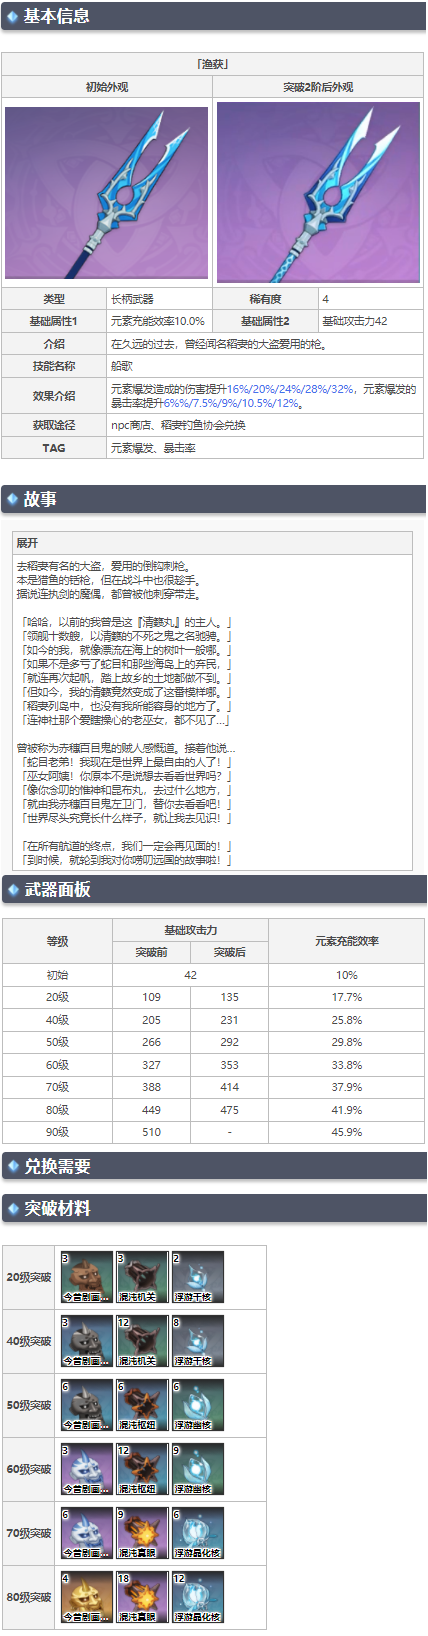 基本信息
「渔获」
初始外观 突破2阶后外观
类型 长柄武器 稀有度 4
基础属性1 元素充能效率10.0% 基础属性2 基础攻击力42
介绍 在久远的过去，曾经闻名稻妻的大盗爱用的枪。
技能名称 船歌
效果介绍 元素爆发造成的伤害提升16%/20%/24%/28%/32%，元素爆发的
暴击率提升6%%/7.5%/9%/10.5%/12%。
获取途径 npc商店、稻妻钓鱼协会兑换
TAG 元素爆发、暴击率
故事
展开
去稻妻有名的大盗，爱用的倒钩刺枪。
本是猎鱼的铦枪，但在战斗中也很趁手。
据说连执剑的魔偶，都曾被他刺穿带走。
「哈哈，以前的我曾是这『清籁丸』的主人。」
「领舰十数艘，以清籁的不死之鬼之名驰骋。」
「如今的我，就像漂流在海上的树叶一般哪。」
「如果不是多亏了蛇目和那些海岛上的弃民，」
「就连再次起帆，踏上故乡的土地都做不到。」
「但如今，我的清籁竟然变成了这番模样哪。」
「稻妻列岛中，也没有我所能容身的地方了。」
「连神社那个爱瞎操心的老巫女，都不见了…」
曾被称为赤穗百目鬼的贼人感慨道。接着他说…
「蛇目老弟！我现在是世界上最自由的人了！」
「巫女阿姨！你原本不是说想去看看世界吗？」
「像你念叨的惟神和昆布丸，去过什么地方，」
「就由我赤穗百目鬼左卫门，替你去看看吧！」
「世界尽头究竟长什么样子，就让我去见识！」
「在所有航道的终点，我们一定会再见面的！」
「到时候，就轮到我对你唠叨远国的故事啦！」
武器面板
等级 基础攻击力 元素充能效率
突破前 突破后
初始 42 10%
20级 109 135 17.7%
40级 205 231 25.8%
50级 266 292 29.8%
60级 327 353 33.8%
70级 388 414 37.9%
80级 449 475 41.9%
90级 510 - 45.9%
兑换需要
突破材料
20级突破 3 今昔剧画… 3 混沌机关 2 浮游干核
40级突破 3 今昔剧画… 12 混沌机关 8 浮游干核
50级突破 6 今昔剧画… 6 混沌枢纽 6 浮游幽核
60级突破 3 今昔剧画… 12 混沌枢纽 9 浮游幽核
70级突破 6 今昔剧画… 9 混沌真眼 6 浮游晶化核
80级突破 4 今昔剧画… 18 混沌真眼 12 浮游晶化核